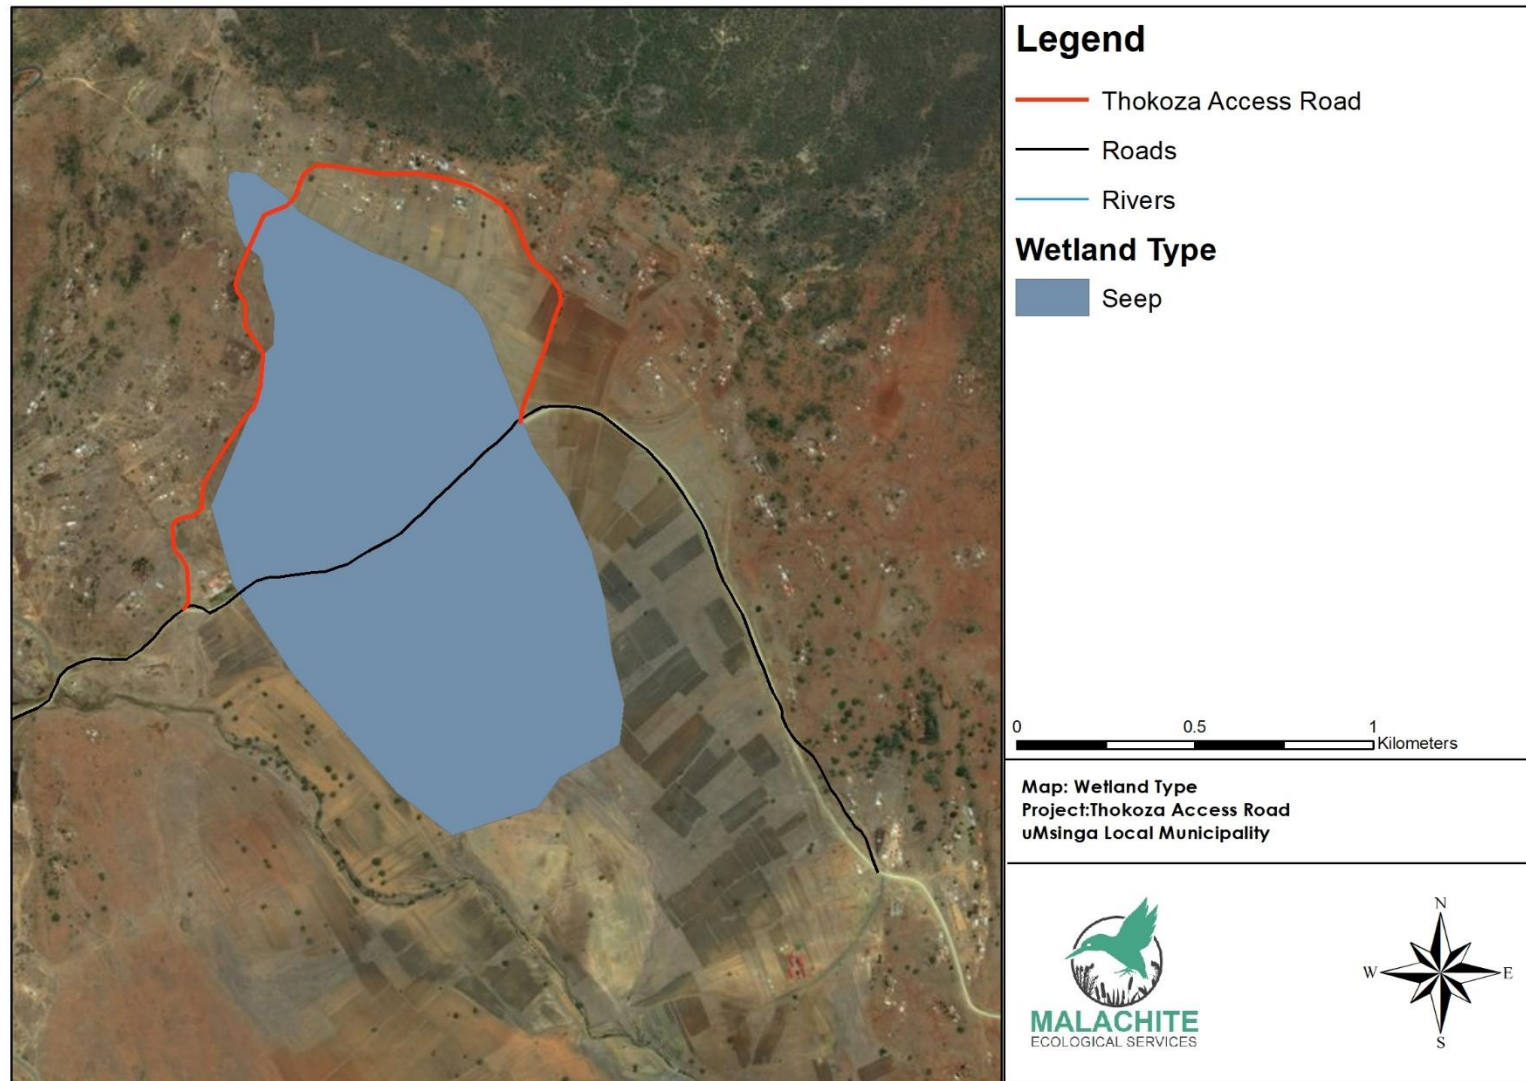 Legend
Thokoza Access Road
Roads
Rivers
Wetland Type
Seep
0 0.5 1
Kilometers
Map: Wetland Type
Project:Thokoza Access Road
uMsinga Local Municipality
MALACHITE
ECOLOGICAL SERVICES
N
W E
S